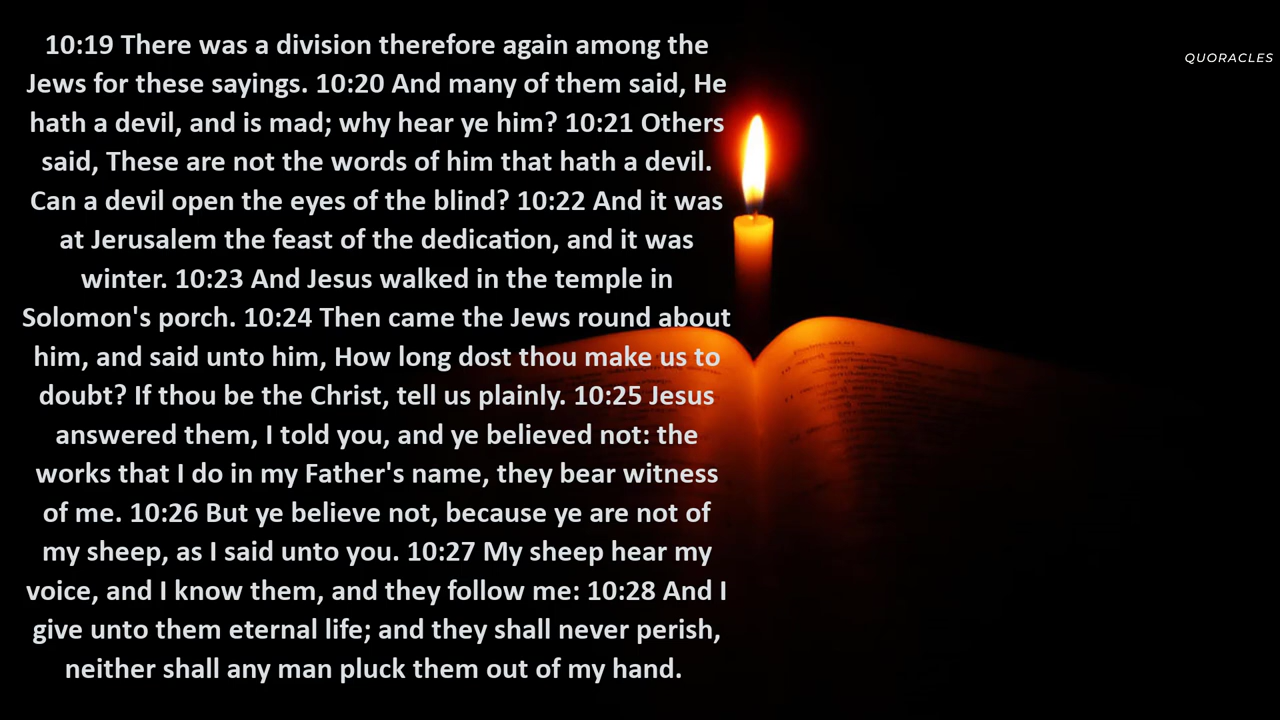 10:19 There was a division therefore again among the
Jews for these sayings. 10:20 And many of them said, He
hath a devil, and is mad; why hear ye him? 10:21 Others
said, These are not the words of him that hath a devil.
Can a devil open the eyes of the blind? 10:22 And it was
at Jerusalem the feast of the dedication, and it was
winter. 10:23 And Jesus walked in the temple in
Solomon's porch. 10:24 Then came the Jews round about
him, and said unto him, How long dost thou make us to
doubt? If thou be the Christ, tell us plainly. 10:25 Jesus
answered them, I told you, and ye believed not: the
works that I do in my Father's name, they bear witness
of me. 10:26 But ye believe not, because ye are not of
my sheep, as I said unto you. 10:27 My sheep hear my
voice, and I know them, and they follow me: 10:28 And I
give unto them eternal life; and they shall never perish,
neither shall any man pluck them out of my hand.
QUORACLES